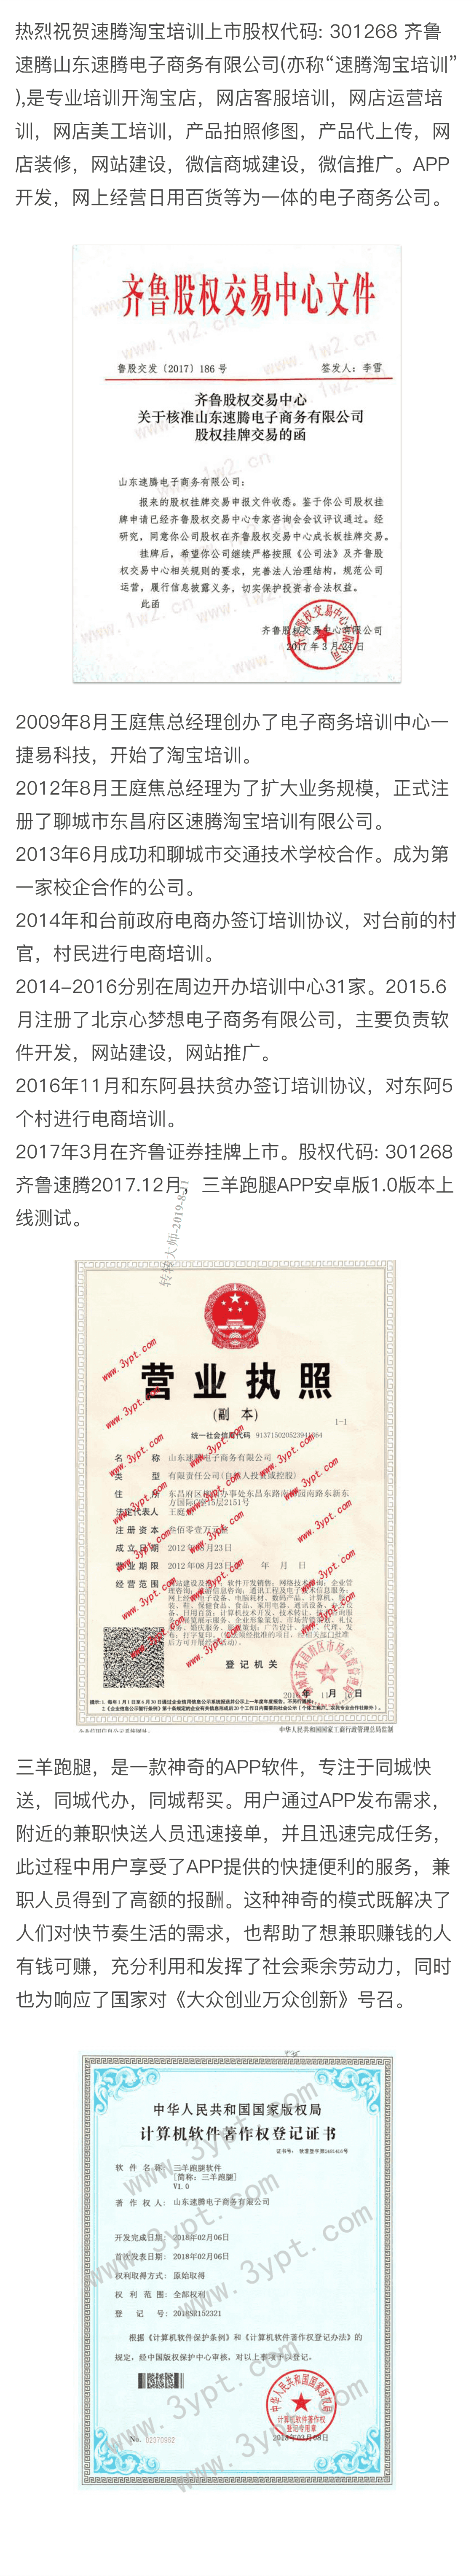 热烈祝贺速腾淘宝培训上市股权代码: 301268 齐鲁
速腾山东速腾电子商务有限公司(亦称“速腾淘宝培训”
),是专业培训开淘宝店，网店客服培训，网店运营培
训，网店美工培训，产品拍照修图，产品代上传，网
店装修，网站建设，微信商城建设，微信推广。APP
开发，网上经营日用百货等为一体的电子商务公司。
齐鲁股权交易中心文件
鲁股交发〔2017〕186 号 签发人：李雪
齐鲁股权交易中心
关于核准山东速腾电子商务有限公司
股权挂牌交易的函
山东速腾电子商务有限公司：
报来的股权挂牌交易申报文件收悉。鉴于你公司股权挂
牌申请已经齐鲁股权交易中心专家咨询会会议评议通过。经
研究，同意你公司股权在齐鲁股权交易中心成长板挂牌交易。
挂牌后，希望你公司继续严格按照《公司法》及齐鲁股
权交易中心相关规则的要求，完善法人治理结构，规范公司
运营，履行信息披露义务，切实保护投资者合法权益。
此函
齐鲁股权交易中心有限公司
2017 年 3 月 24 日
www.1w2.cn
2009年8月王庭焦总经理创办了电子商务培训中心一
捷易科技，开始了淘宝培训。
2012年8月王庭焦总经理为了扩大业务规模，正式注
册了聊城市东昌府区速腾淘宝培训有限公司。
2013年6月成功和聊城市交通技术学校合作。成为第
一家校企合作的公司。
2014年和台前政府电商办签订培训协议，对台前的村
官，村民进行电商培训。
2014-2016分别在周边开办培训中心31家。2015.6
月注册了北京心梦想电子商务有限公司，主要负责软
件开发，网站建设，网站推广。
2016年11月和东阿县扶贫办签订培训协议，对东阿5
个村进行电商培训。
2017年3月在齐鲁证券挂牌上市。股权代码: 301268
齐鲁速腾2017.12月，三羊跑腿APP安卓版1.0版本上
线测试。
转转大师-2019-8-11
营业执照
(副 本)
1-1
统一社会信用代码
名 称 山东速腾电子商务有限公司
类 型 有限责任公司(自然人投资或控股)
住 所
法定代表人 王庭焦
注册资本 叁佰零壹万元整
成立日期 2012年08月23日
营业期限 2012年08月23日至 年 月 日
经营范围
登记机关
www.3ypt.com
中华人民共和国国家工商行政管理总局监制
三羊跑腿，是一款神奇的APP软件，专注于同城快
送，同城代办，同城帮买。用户通过APP发布需求，
附近的兼职快送人员迅速接单，并且迅速完成任务，
此过程中用户享受了APP提供的快捷便利的服务，兼
职人员得到了高额的报酬。这种神奇的模式既解决了
人们对快节奏生活的需求，也帮助了想兼职赚钱的人
有钱可赚，充分利用和发挥了社会乘余劳动力，同时
也为响应了国家对《大众创业万众创新》号召。
中华人民共和国国家版权局
计算机软件著作权登记证书
软件名称： 三羊跑腿软件
[简称：三羊跑腿]
V1.0
著作权人： 山东速腾电子商务有限公司
开发完成日期： 2018年02月06日
首次发表日期： 2018年02月06日
权利取得方式： 原始取得
权利范围： 全部权利
登记号： 2018SR152321
根据《计算机软件保护条例》和《计算机软件著作权登记办法》的
规定，经中国版权保护中心审核，对以上事项予以登记。
中华人民共和国国家版权局
计算机软件著作权
登记专用章
No. 02370002
2018年03月08日
www.3ypt.com